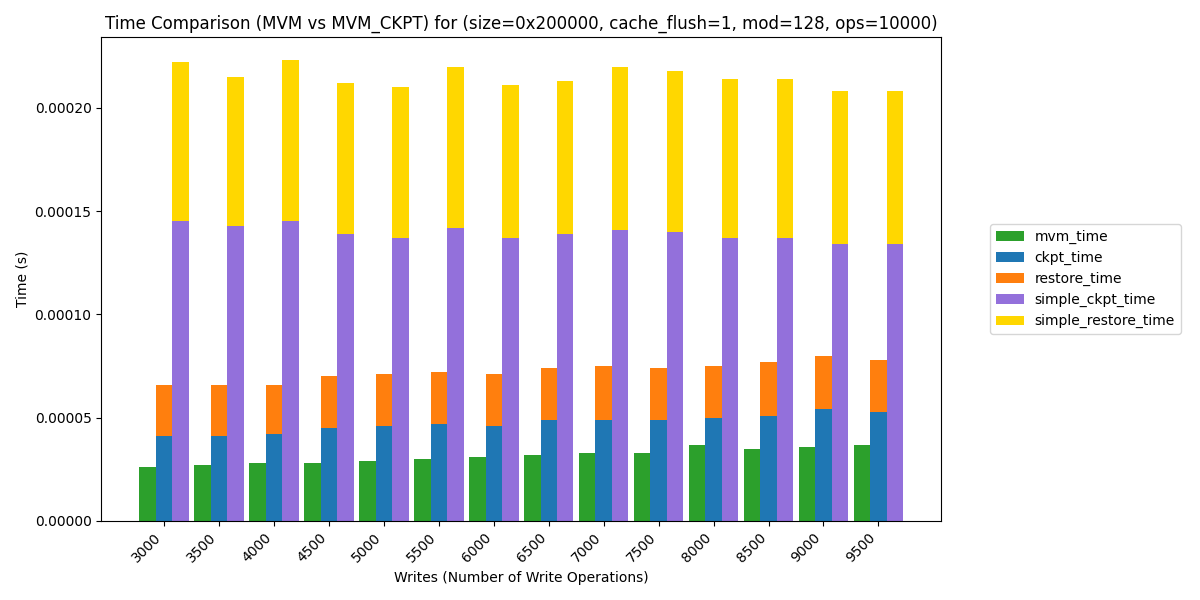 Time Comparison (MVM vs MVM_CKPT) for (size=0x200000, cache_flush=1, mod=128, ops=10000)
Time (s)
0.00020
0.00015
0.00010
0.00005
0.00000
3000
3500
4000
4500
5000
5500
6000
6500
7000
7500
8000
8500
9000
9500
Writes (Number of Write Operations)
mvm_time
ckpt_time
restore_time
simple_ckpt_time
simple_restore_time